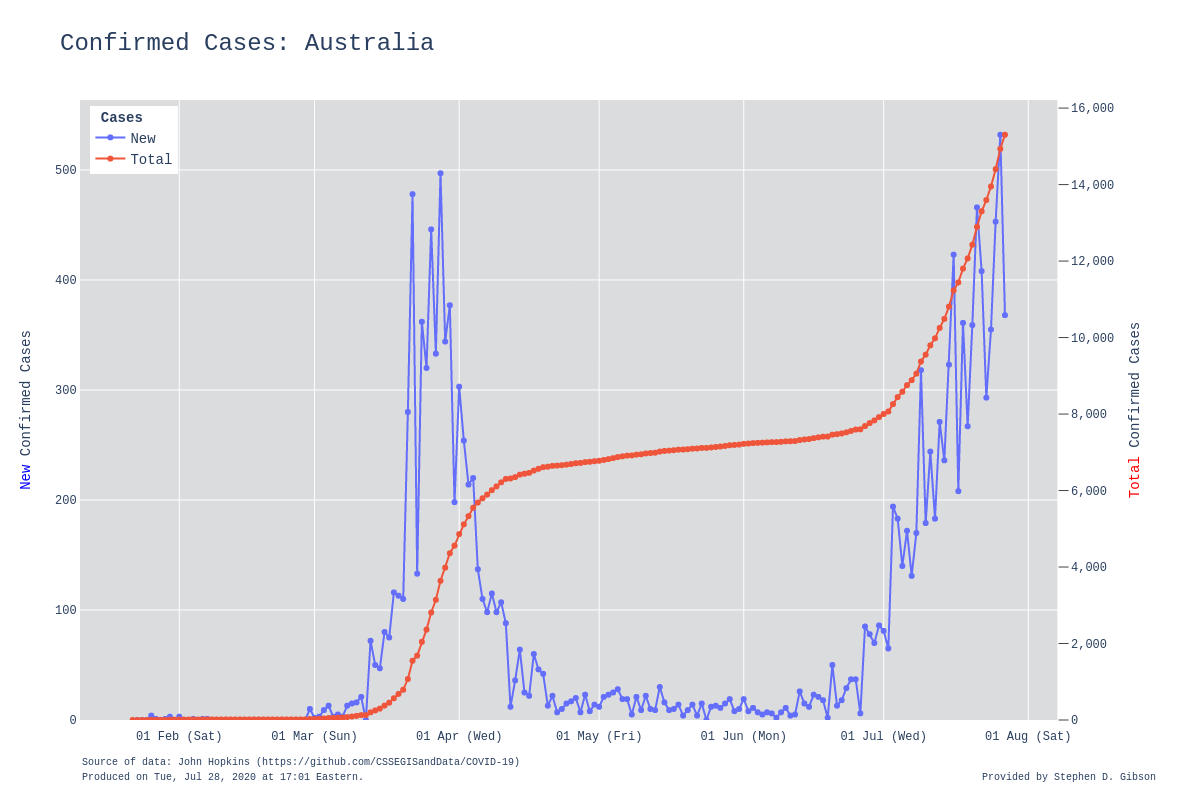 Confirmed Cases: Australia
Cases
New
Total
500
400
300
200
100
0
New Confirmed Cases
16,000
14,000
12,000
10,000
8,000
6,000
4,000
2,000
0
Total Confirmed Cases
01 Feb (Sat)
01 Mar (Sun)
01 Apr (Wed)
01 May (Fri)
01 Jun (Mon)
01 Jul (Wed)
01 Aug (Sat)
Source of data: John Hopkins (https://github.com/CSSEGISandData/COVID-19)
Produced on Tue, Jul 28, 2020 at 17:01 Eastern.
Provided by Stephen D. Gibson